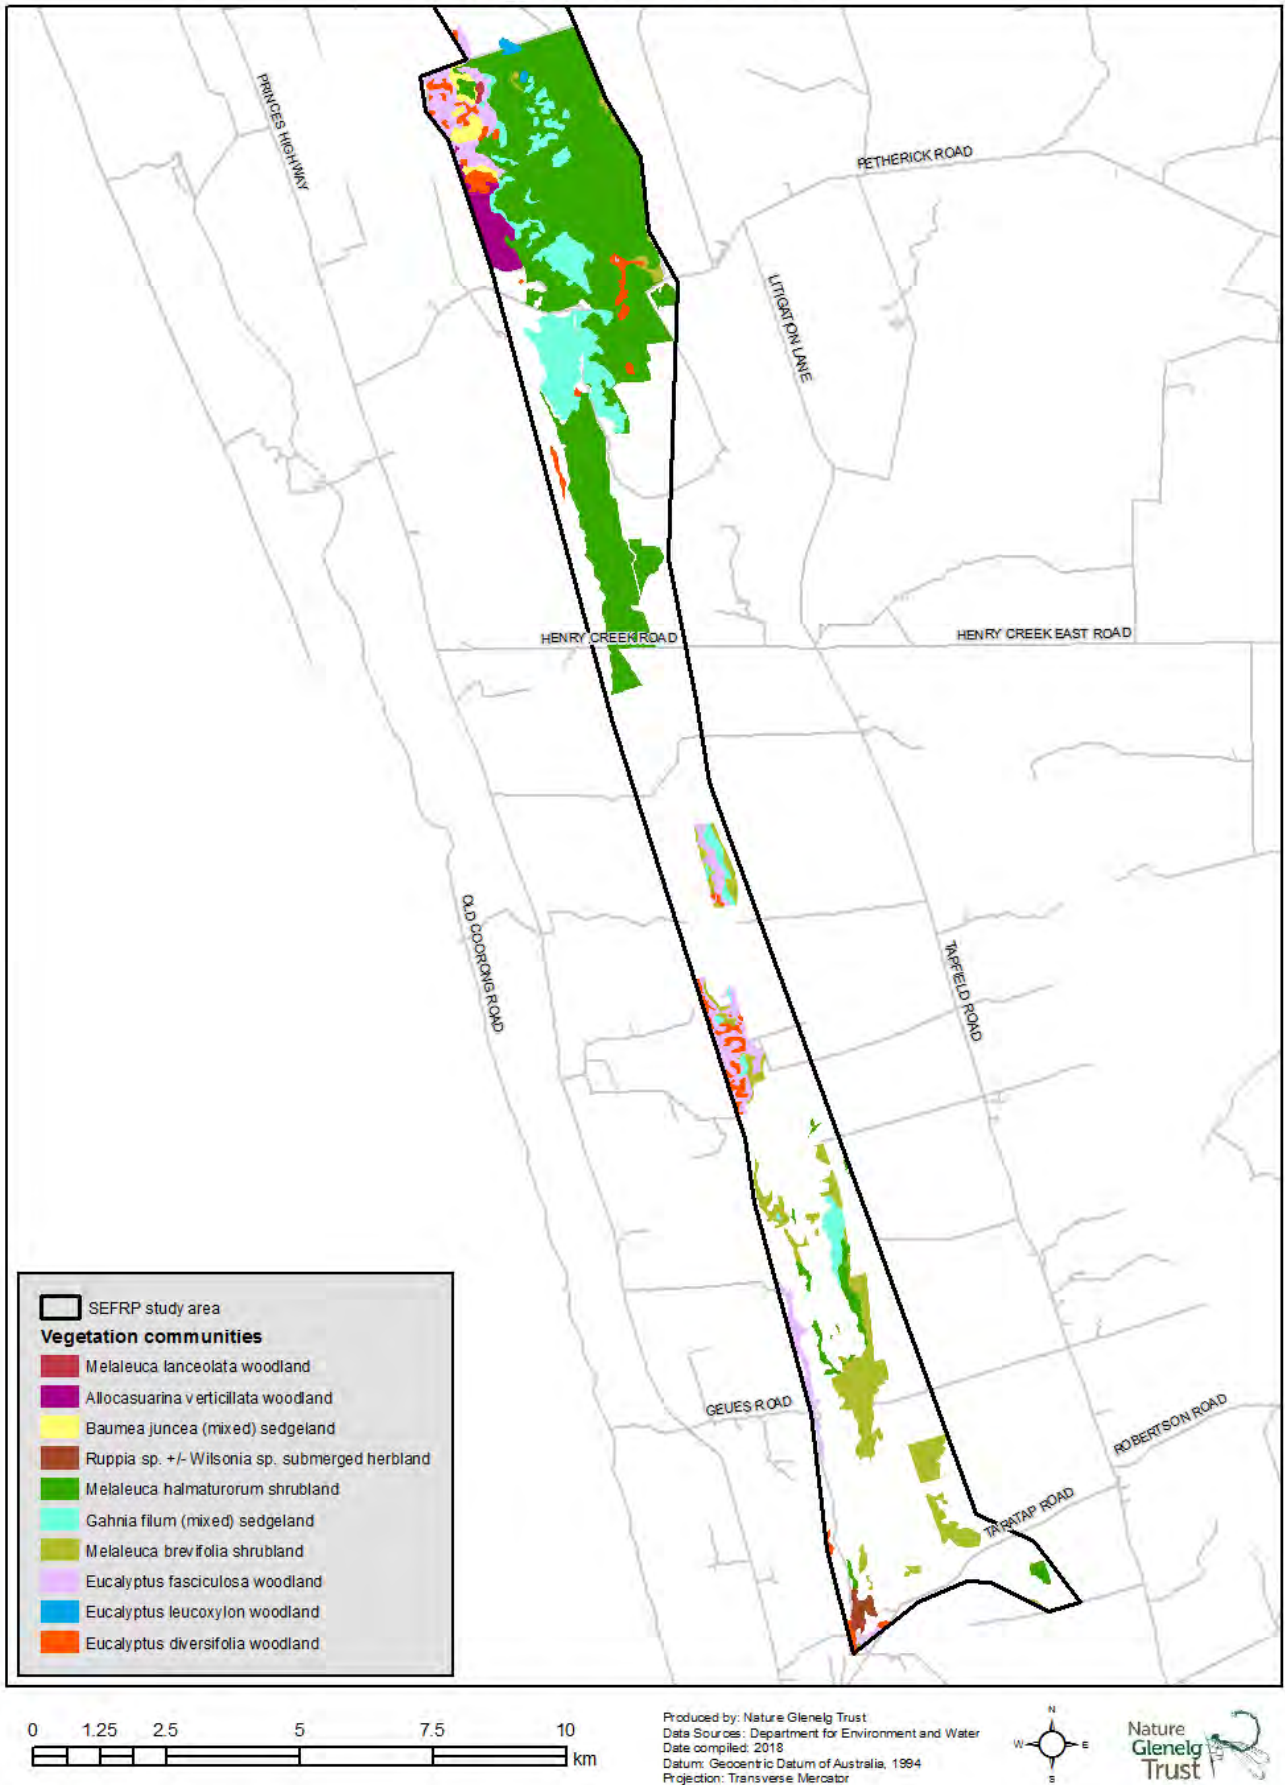 PRINCES HIGHWAY
PETHERICK ROAD
LITIGATION LANE
HENRY CREEK ROAD
HENRY CREEK EAST ROAD
OLD COORONG ROAD
TAPFIELD ROAD
GEUES ROAD
ROBERTSON ROAD
TARATAP ROAD
SEFRP study area
Vegetation communities
Melaleuca lanceolata woodland
Allocasuarina verticillata woodland
Baumea juncea (mixed) sedgeland
Ruppia sp. +/- Wilsonia sp. submerged herbland
Melaleuca halmaturorum shrubland
Gahnia filum (mixed) sedgeland
Melaleuca brevifolia shrubland
Eucalyptus fasciculosa woodland
Eucalyptus leucoxylon woodland
Eucalyptus diversifolia woodland
0 1.25 2.5 5 7.5 10
km
Produced by: Nature Glenelg Trust
Data Sources: Department for Environment and Water
Date compiled: 2018
Datum: Geocentric Datum of Australia, 1994
Projection: Transverse Mercator
N
W E
S
Nature
Glenelg
Trust